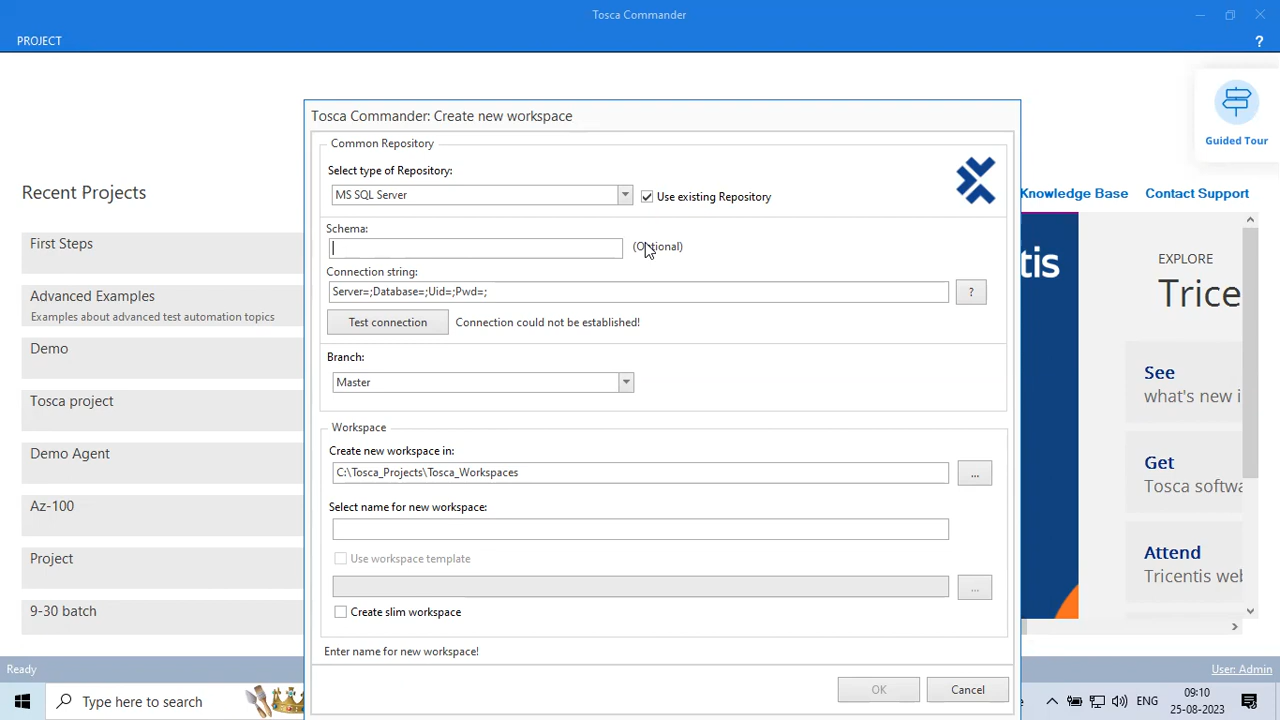 Tosca Commander
PROJECT
?
Guided Tour
Recent Projects
Knowledge Base
Contact Support
First Steps
Advanced Examples
Examples about advanced test automation topics
Demo
Tosca project
Demo Agent
Az-100
Project
9-30 batch
Tosca Commander: Create new workspace
Common Repository
Select type of Repository:
MS SQL Server
Use existing Repository
Schema:
(Optional)
Connection string:
Server=;Database=;Uid=;Pwd=;
?
Test connection
Connection could not be established!
Branch:
Master
Workspace
Create new workspace in:
C:\Tosca_Projects\Tosca_Workspaces
...
Select name for new workspace:
Use workspace template
...
Create slim workspace
Enter name for new workspace!
OK
Cancel
EXPLORE
Trice
See
what's new i
Get
Tosca softw
Attend
Tricentis wel
Ready
User: Admin
Type here to search
ENG
09:10
25-08-2023